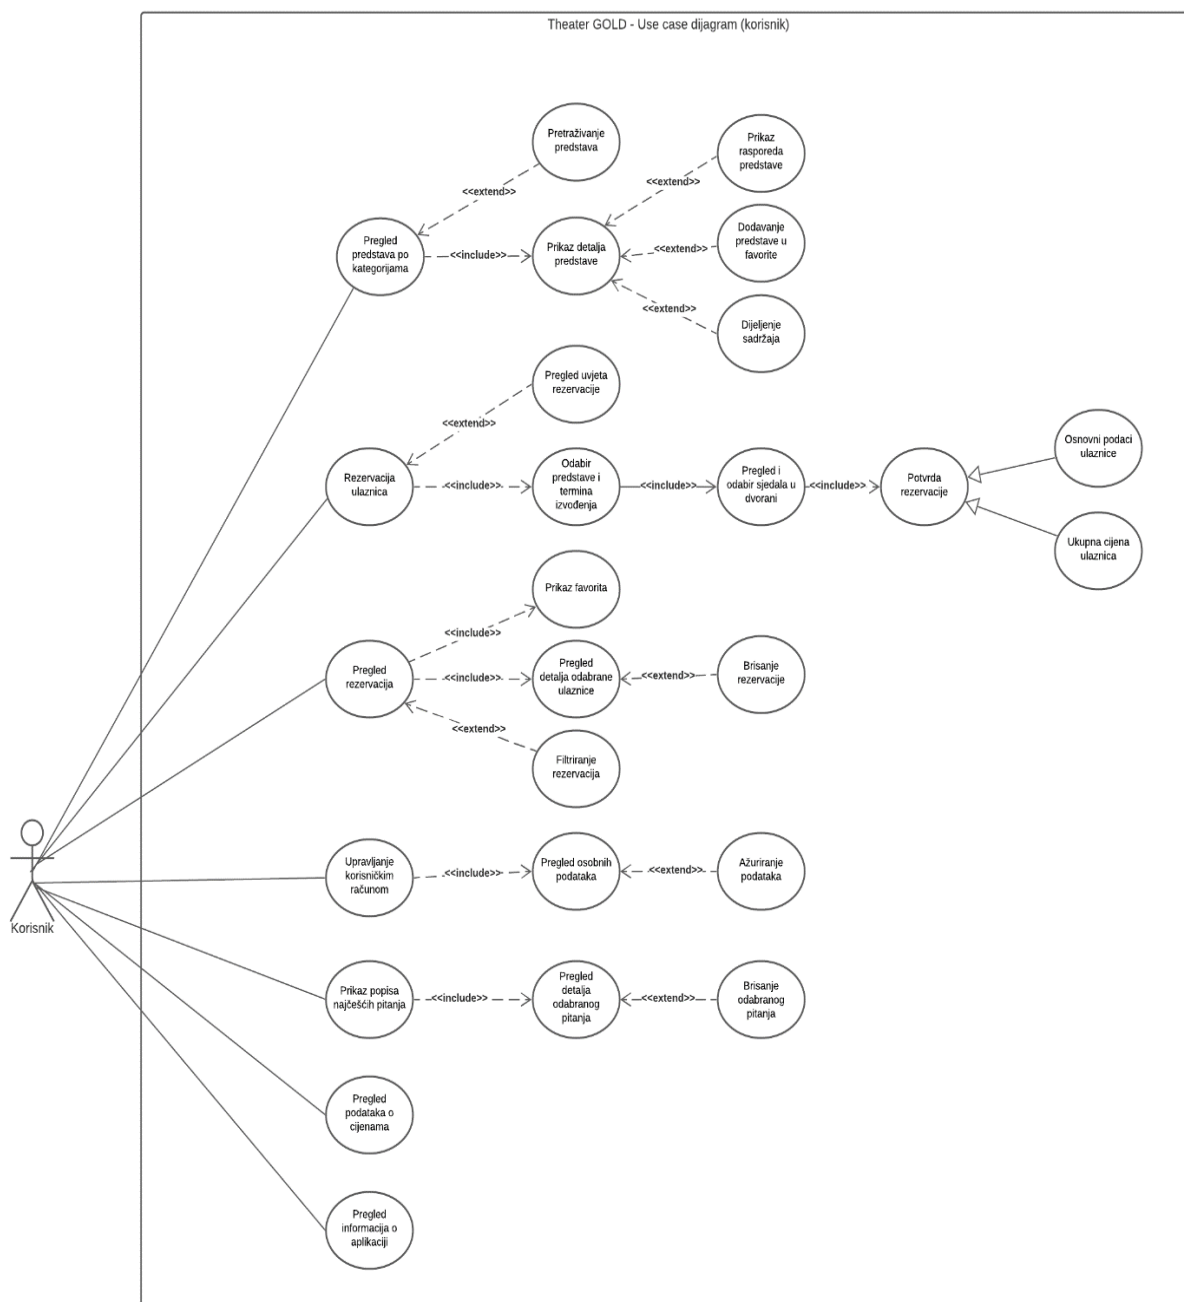 Theater GOLD - Use case dijagram (korisnik)
Pretraživanje
predstava
Prikaz
rasporeda
predstave
<<extend>>
<<extend>>
Pregled
predstava po
kategorijama
<<include>>
Prikaz detalja
predstave
<<extend>>
Dodavanje
predstave u
favorite
<<extend>>
Dijeljenje
sadržaja
Pregled uvjeta
rezervacije
<<extend>>
Rezervacija
ulaznica
<<include>>
Odabir
predstave i
termina
izvođenja
<<include>>
Pregled i
odabir sjedala u
dvorani
<<include>>
Potvrda
rezervacije
Osnovni podaci
ulaznice
Ukupna cijena
ulaznica
Prikaz favorita
<<include>>
Pregled
rezervacija
<<include>>
Pregled
detalja odabrane
ulaznice
<<extend>>
Brisanje
rezervacije
<<extend>>
Filtriranje
rezervacija
Korisnik
Upravljanje
korisničkim
računom
<<include>>
Pregled osobnih
podataka
<<extend>>
Ažuriranje
podataka
Prikaz popisa
najčešćih pitanja
<<include>>
Pregled
detalja
odabranog
pitanja
<<extend>>
Brisanje
odabranog
pitanja
Pregled
podataka o
cijenama
Pregled
informacija o
aplikaciji